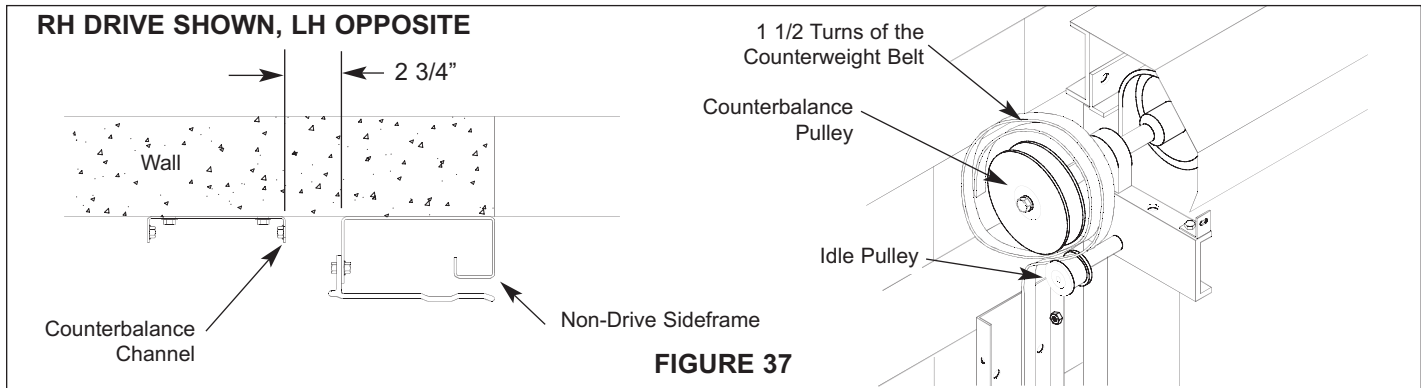 RH DRIVE SHOWN, LH OPPOSITE
2 3/4”
Wall
Counterbalance
Channel
Non-Drive Sideframe
1 1/2 Turns of the
Counterweight Belt
Counterbalance
Pulley
Idle Pulley
FIGURE 37